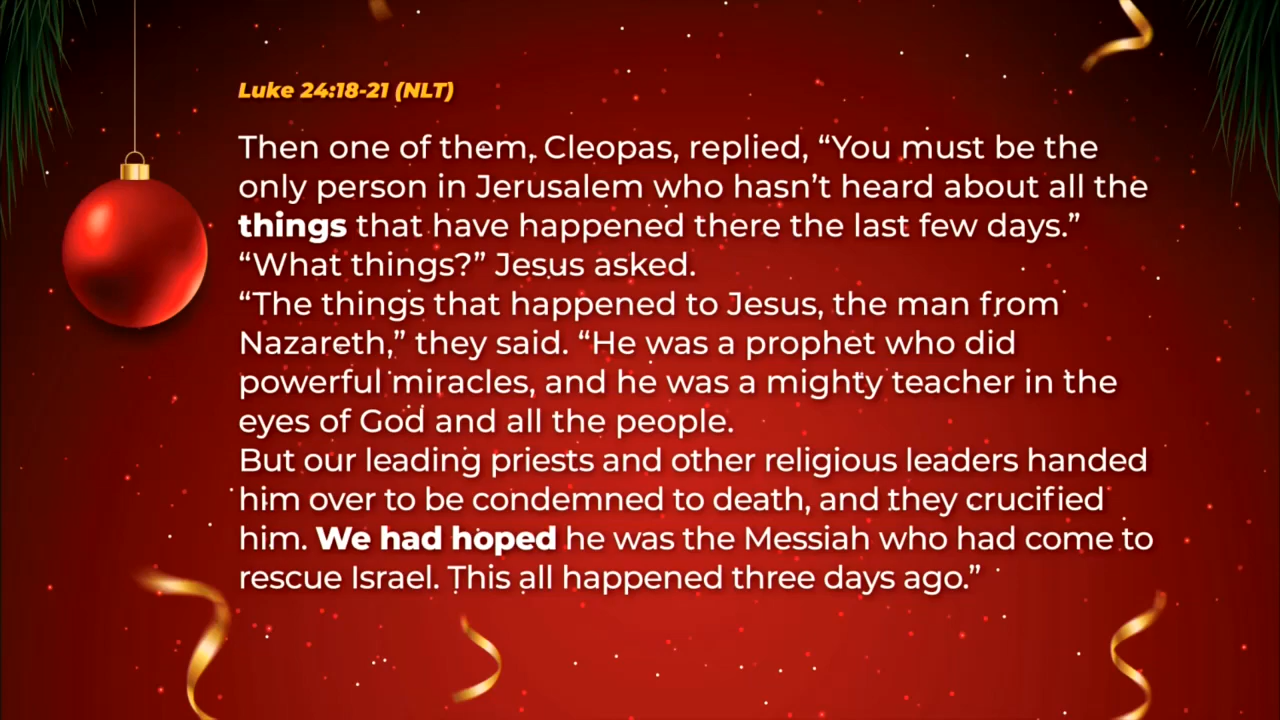 Luke 24:18-21 (NLT)
Then one of them, Cleopas, replied, “You must be the
only person in Jerusalem who hasn’t heard about all the
things that have happened there the last few days.”
“What things?” Jesus asked.
“The things that happened to Jesus, the man from
Nazareth,” they said. “He was a prophet who did
powerful miracles, and he was a mighty teacher in the
eyes of God and all the people.
But our leading priests and other religious leaders handed
him over to be condemned to death, and they crucified
him. We had hoped he was the Messiah who had come to
rescue Israel. This all happened three days ago.”